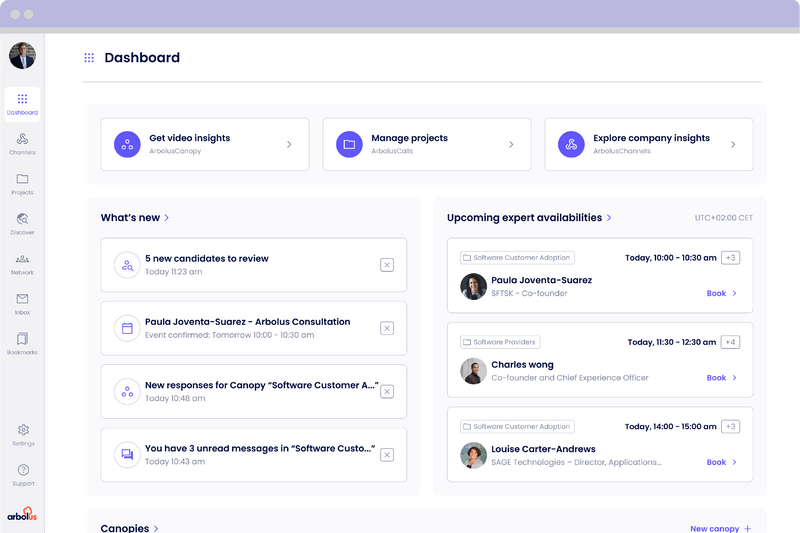 Dashboard
Dashboard
Channels
Projects
Discover
Network
Inbox
Bookmarks
Settings
Support
arbolus
Get video insights
ArbolusCanopy
Manage projects
ArbolusCalls
Explore company insights
ArbolusChannels
What's new
5 new candidates to review
Today 11:23 am
Paula Joventa-Suarez - Arbolus Consultation
Event confirmed: Tomorrow 10:00 - 10:30 am
New responses for Canopy “Software Customer A...”
Today 10:48 am
You have 3 unread messages in “Software Custo...”
Today 10:43 am
Upcoming expert availabilities
UTC+02:00 CET
Software Customer Adoption
Today, 10:00 - 10:30 am +3
Paula Joventa-Suarez
SFTSK - Co-founder
Book
Software Providers
Today, 11:30 - 12:30 am +4
Charles wong
Co-founder and Chief Experience Officer
Book
Software Customer Adoption
Today, 14:00 - 15:00 am +3
Louise Carter-Andrews
SAGE Technologies – Director, Applications...
Book
Canopies
New canopy +